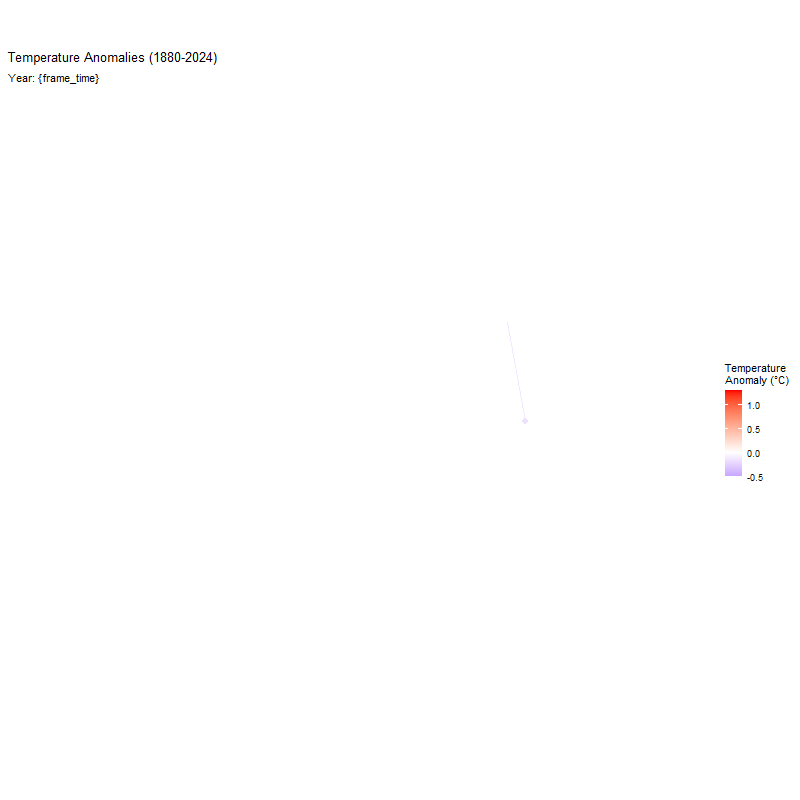 Temperature Anomalies (1880-2024)
Year: {frame_time}
Temperature
Anomaly (°C)
1.0
0.5
0.0
-0.5